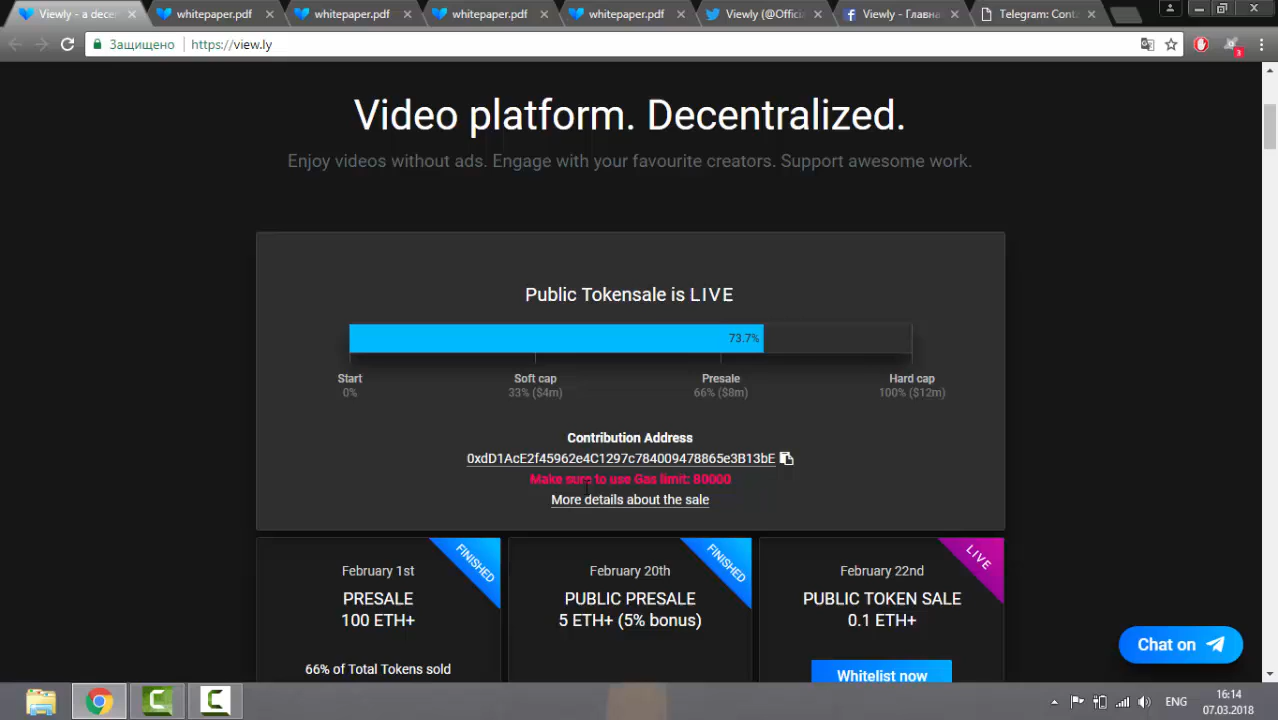 Viewly - a dece
whitepaper.pdf
whitepaper.pdf
whitepaper.pdf
whitepaper.pdf
Viewly (@Offici
Viewly - Главна
Telegram: Cont
Защищено
https://view.ly
3
Video platform. Decentralized.
Enjoy videos without ads. Engage with your favourite creators. Support awesome work.
Public Tokensale is LIVE
73.7%
Start
0%
Soft cap
33% ($4m)
Presale
66% ($8m)
Hard cap
100% ($12m)
Contribution Address
0xdD1AcE2f45962e4C1297c784009478865e3B13bE
Make sure to use Gas limit: 80000
More details about the sale
FINISHED
February 1st
PRESALE
100 ETH+
66% of Total Tokens sold
FINISHED
February 20th
PUBLIC PRESALE
5 ETH+ (5% bonus)
LIVE
February 22nd
PUBLIC TOKEN SALE
0.1 ETH+
Whitelist now
Chat on
ENG
16:14
07.03.2018